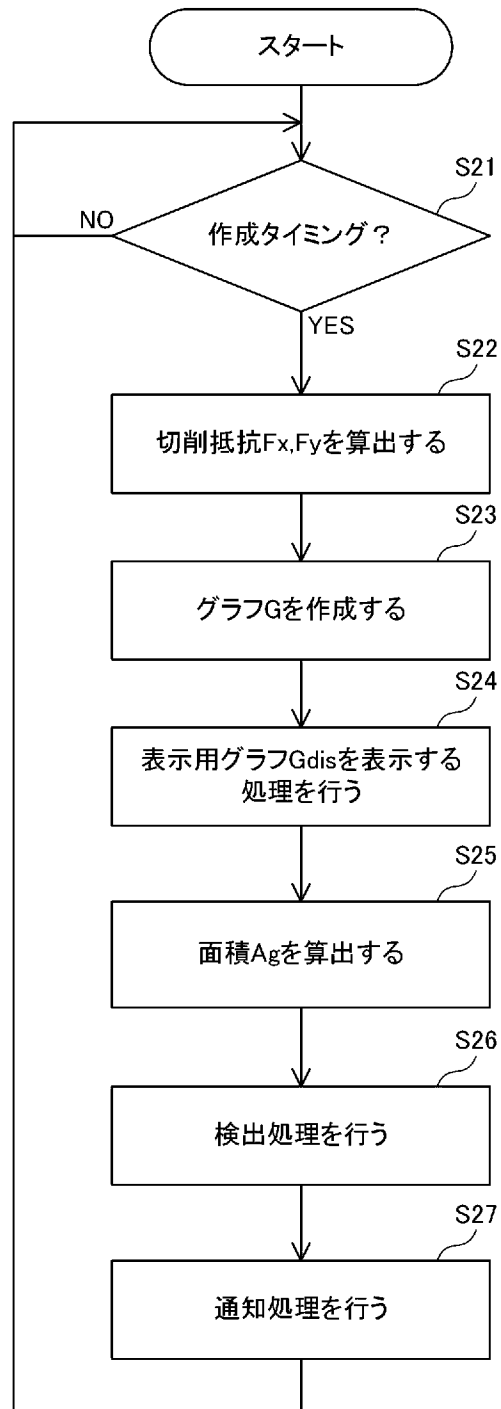 スタート
S21
NO
作成タイミング？
YES
S22
切削抵抗Fx,Fyを算出する
S23
グラフGを作成する
S24
表示用グラフGdisを表示する
処理を行う
S25
面積Agを算出する
S26
検出処理を行う
S27
通知処理を行う